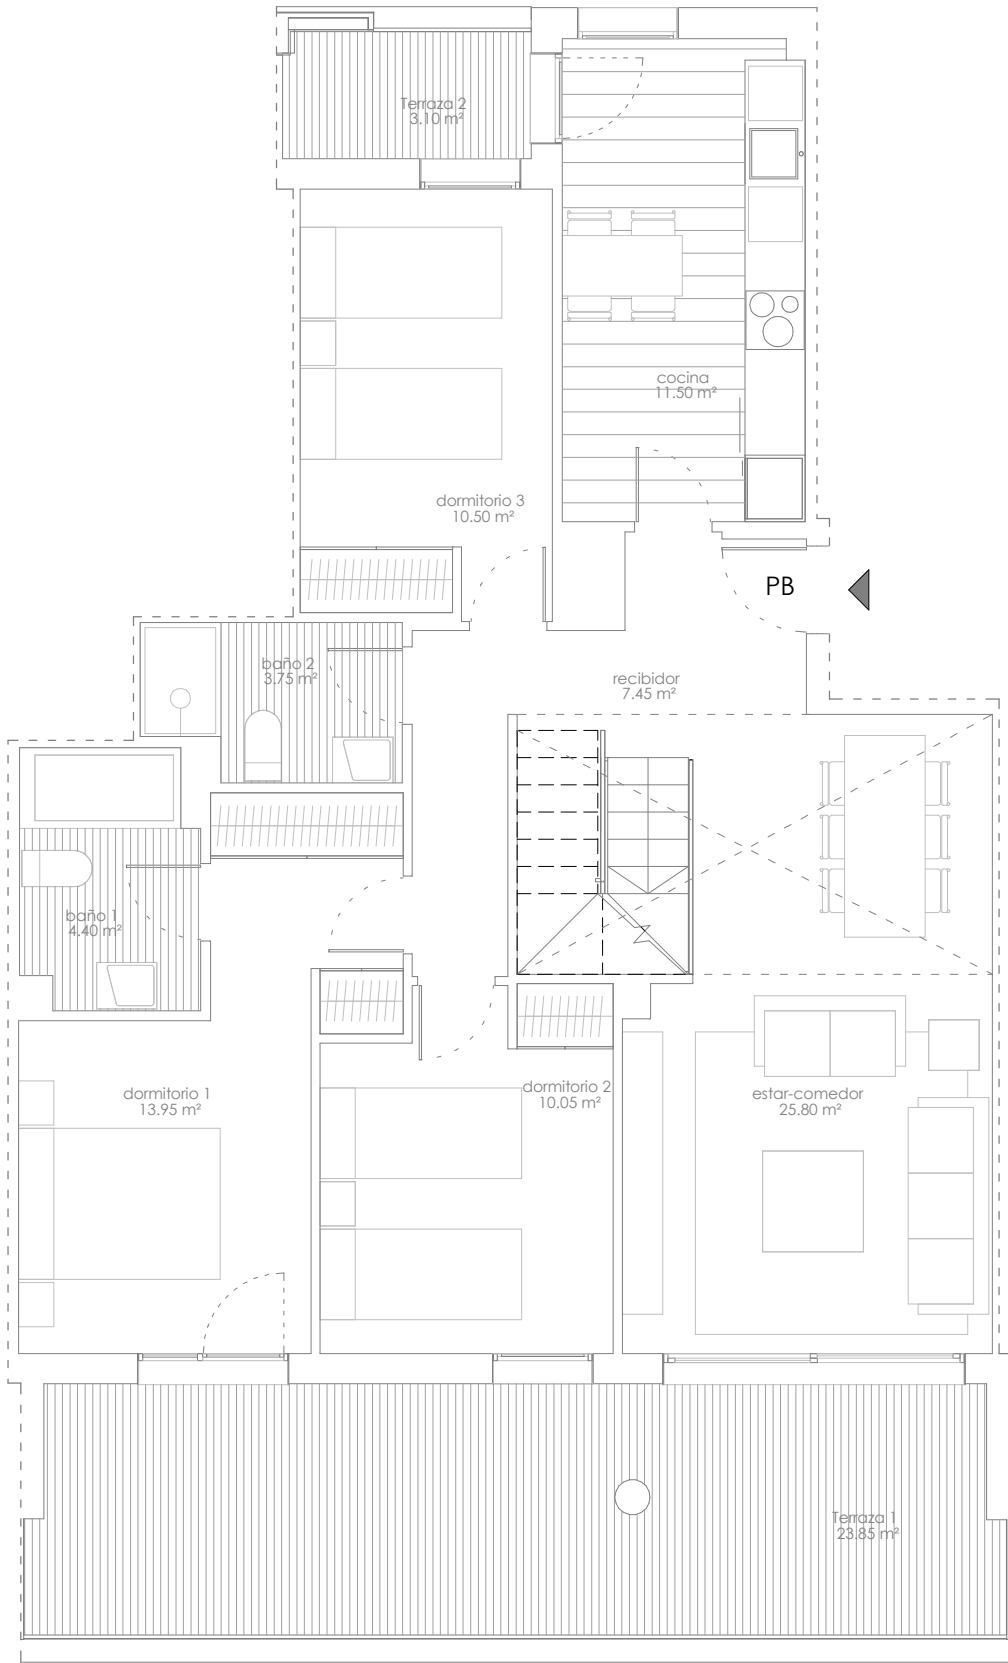 Terraza 2
3.10 m²
cocina
11.50 m²
dormitorio 3
10.50 m²
PB
baño 2
3.75 m²
recibidor
7.45 m²
baño 1
4.40 m²
dormitorio 1
13.95 m²
dormitorio 2
10.05 m²
estar-comedor
25.80 m²
Terraza 1
23.85 m²